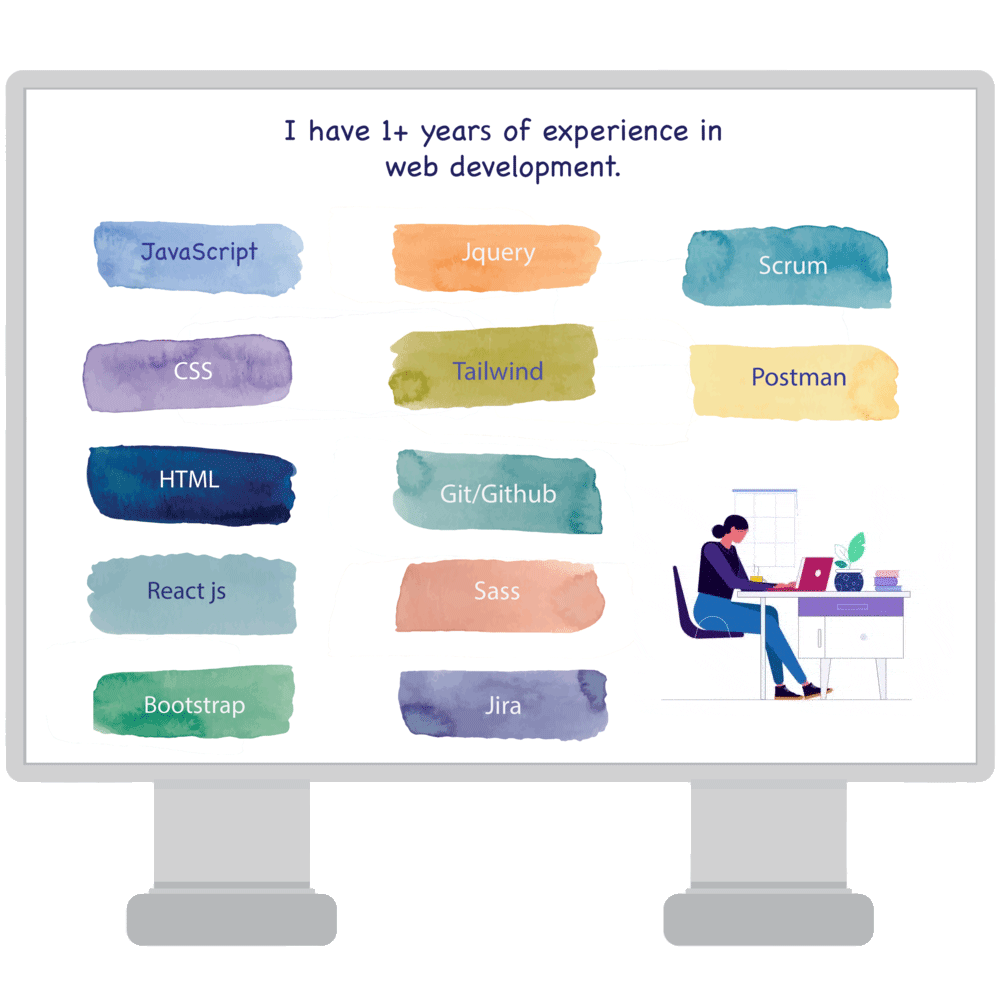 I have 1+ years of experience in
web development.
JavaScript
Jquery
Scrum
CSS
Tailwind
Postman
HTML
Git/Github
React js
Sass
Bootstrap
Jira